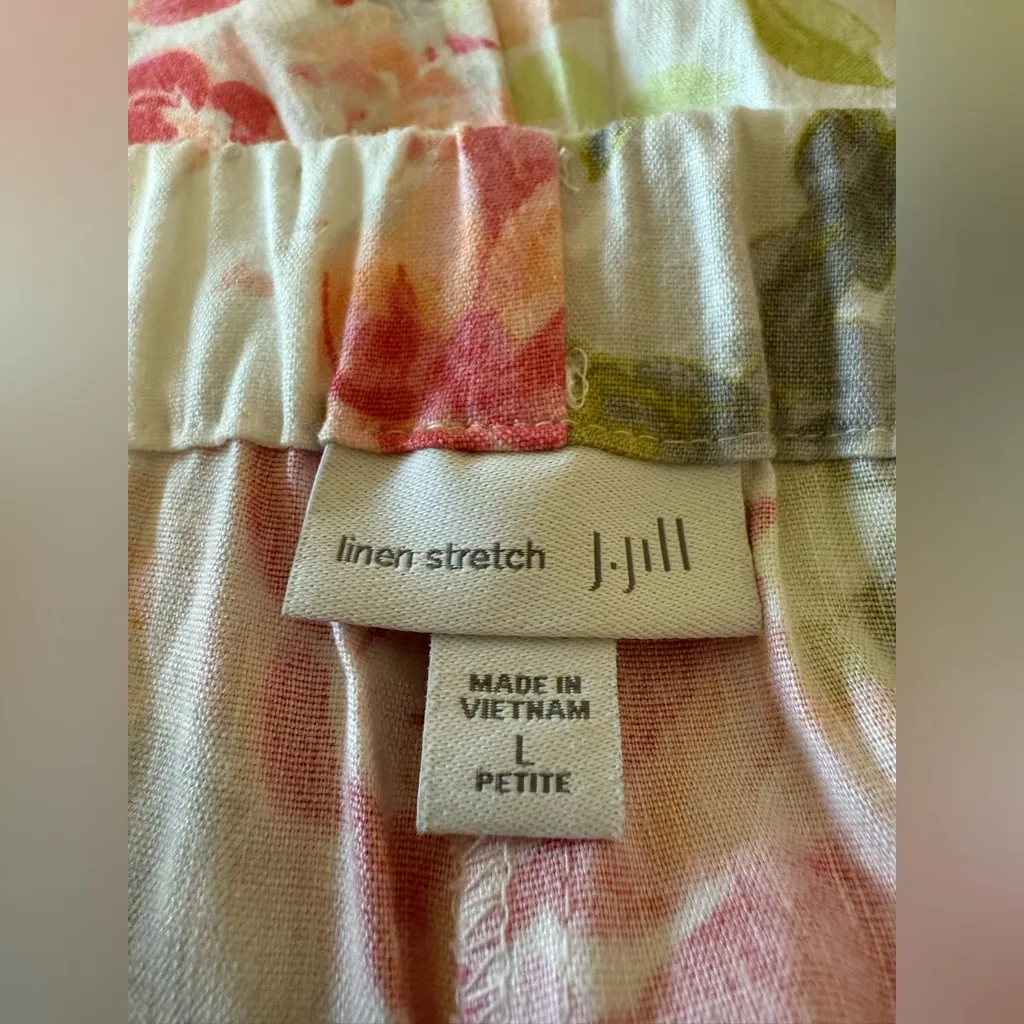 linen stretch J.Jill
MADE IN
VIETNAM
L
PETITE